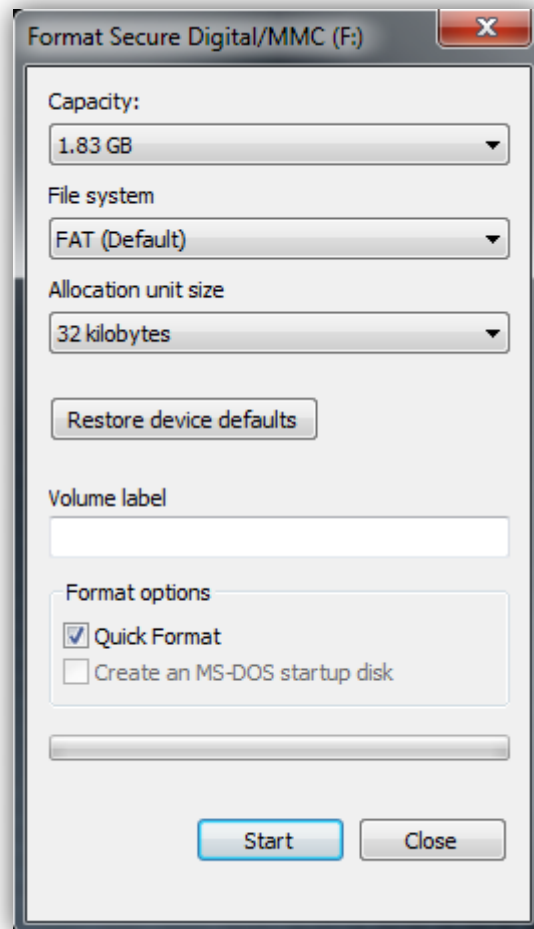 Format Secure Digital/MMC (F:)
Capacity:
1.83 GB
File system
FAT (Default)
Allocation unit size
32 kilobytes
Restore device defaults
Volume label
Format options
Quick Format
Create an MS-DOS startup disk
Start Close